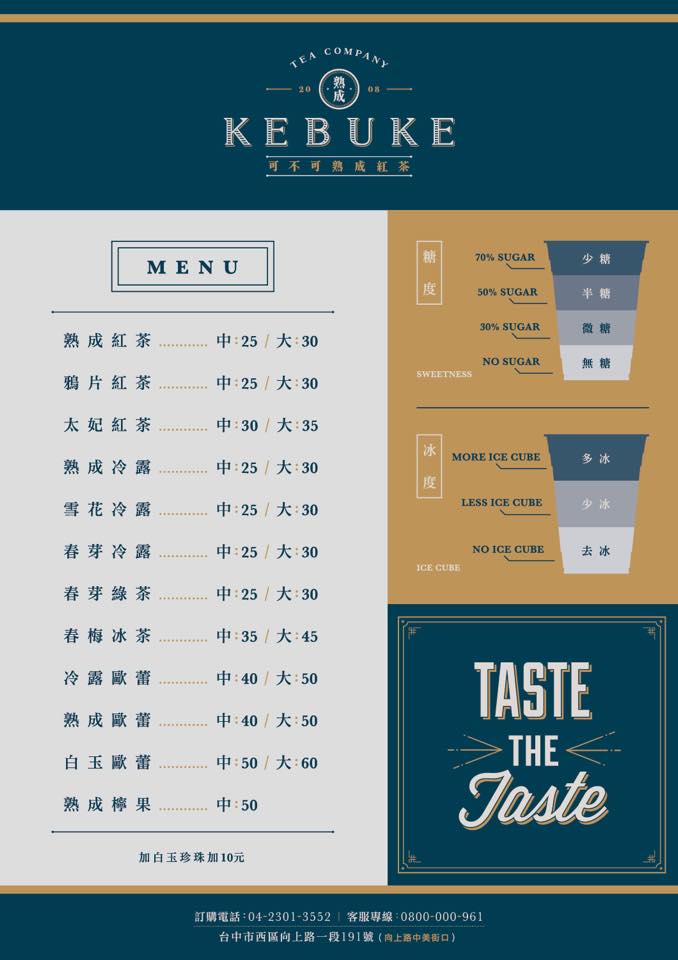 TEA COMPANY
20 熟成 08
KEBUKE
可不可熟成紅茶
MENU
熟成紅茶 ........... 中:25 / 大:30
鴉片紅茶 ........... 中:25 / 大:30
太妃紅茶 ........... 中:30 / 大:35
熟成冷露 ........... 中:25 / 大:30
雪花冷露 ........... 中:25 / 大:30
春芽冷露 ........... 中:25 / 大:30
春芽綠茶 ........... 中:25 / 大:30
春梅冰茶 ........... 中:35 / 大:45
冷露歐蕾 ........... 中:40 / 大:50
熟成歐蕾 ........... 中:40 / 大:50
白玉歐蕾 ........... 中:50 / 大:60
熟成檸果 ........... 中:50
加白玉珍珠加10元
糖度
SWEETNESS
70% SUGAR 少糖
50% SUGAR 半糖
30% SUGAR 微糖
NO SUGAR 無糖
冰度
ICE CUBE
MORE ICE CUBE 多冰
LESS ICE CUBE 少冰
NO ICE CUBE 去冰
TASTE
THE
Taste
訂購電話:04-2301-3552 | 客服專線:0800-000-961
台中市西區向上路一段191號 (向上路中美街口)